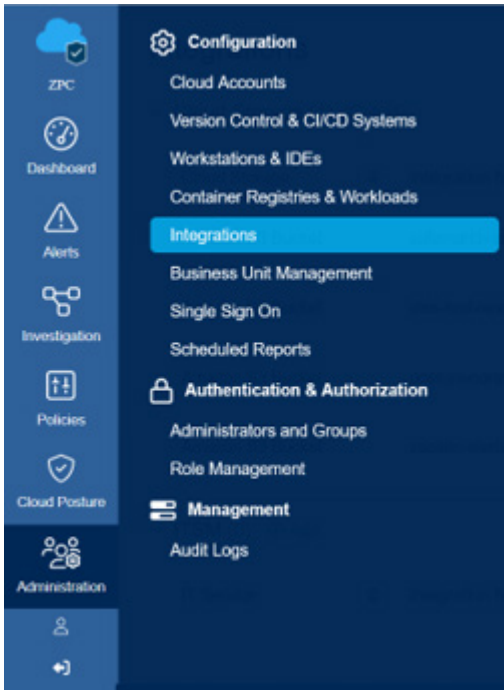 ZPC
Dashboard
Alerts
Investigation
Policies
Cloud Posture
Administration
Configuration
Cloud Accounts
Version Control & CI/CD Systems
Workstations & IDEs
Container Registries & Workloads
Integrations
Business Unit Management
Single Sign On
Scheduled Reports
Authentication & Authorization
Administrators and Groups
Role Management
Management
Audit Logs